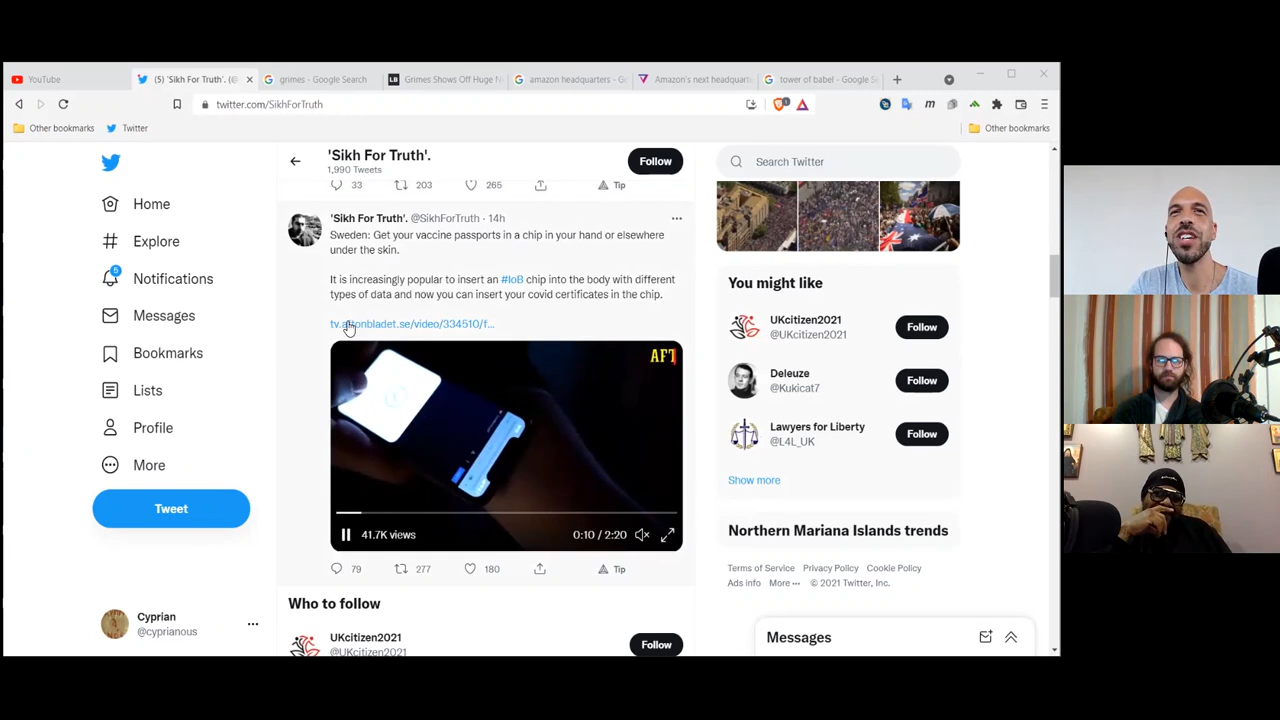 YouTube
(5) 'Sikh For Truth'. (@
grimes - Google Search
Grimes Shows Off Huge N
amazon headquarters - G
Amazon's next headquarte
tower of babel - Google Se
twitter.com/SikhForTruth
Other bookmarks
Twitter
Other bookmarks
Home
Explore
5
Notifications
Messages
Bookmarks
Lists
Profile
More
Tweet
Cyprian
@cyprianous
'Sikh For Truth'.
1,990 Tweets
Follow
33
203
265
Tip
'Sikh For Truth'. @SikhForTruth · 14h
Sweden: Get your vaccine passports in a chip in your hand or elsewhere
under the skin.
It is increasingly popular to insert an #IoB chip into the body with different
types of data and now you can insert your covid certificates in the chip.
tv.aftonbladet.se/video/334510/f...
AFT
41.7K views
0:10 / 2:20
79
277
180
Tip
Who to follow
UKcitizen2021
@UKcitizen2021
Follow
Search Twitter
You might like
UKcitizen2021
@UKcitizen2021
Follow
Deleuze
@Kukicat7
Follow
Lawyers for Liberty
@L4L_UK
Follow
Show more
Northern Mariana Islands trends
Terms of Service Privacy Policy Cookie Policy
Ads info More ··· © 2021 Twitter, Inc.
Messages